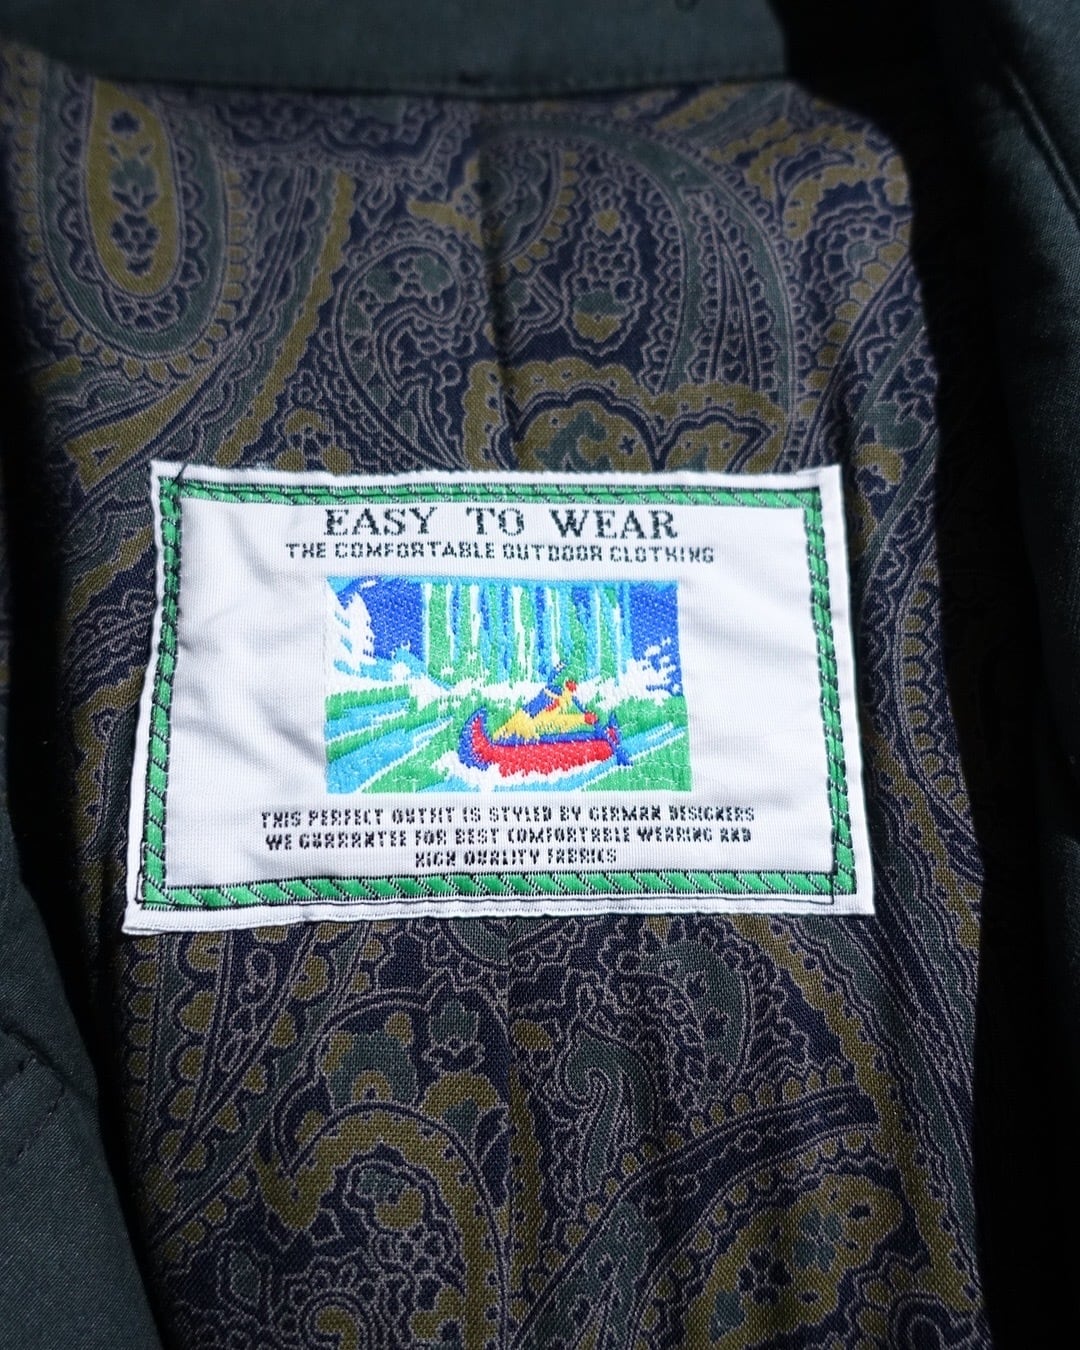 EASY TO WEAR
THE COMFORTABLE OUTDOOR CLOTHING
THIS PERFECT OUTFIT IS STYLED BY GERMAN DESIGNERS
WE GUARANTEE FOR BEST COMFORTABLE WEARING AND
HIGH QUALITY FABRICS